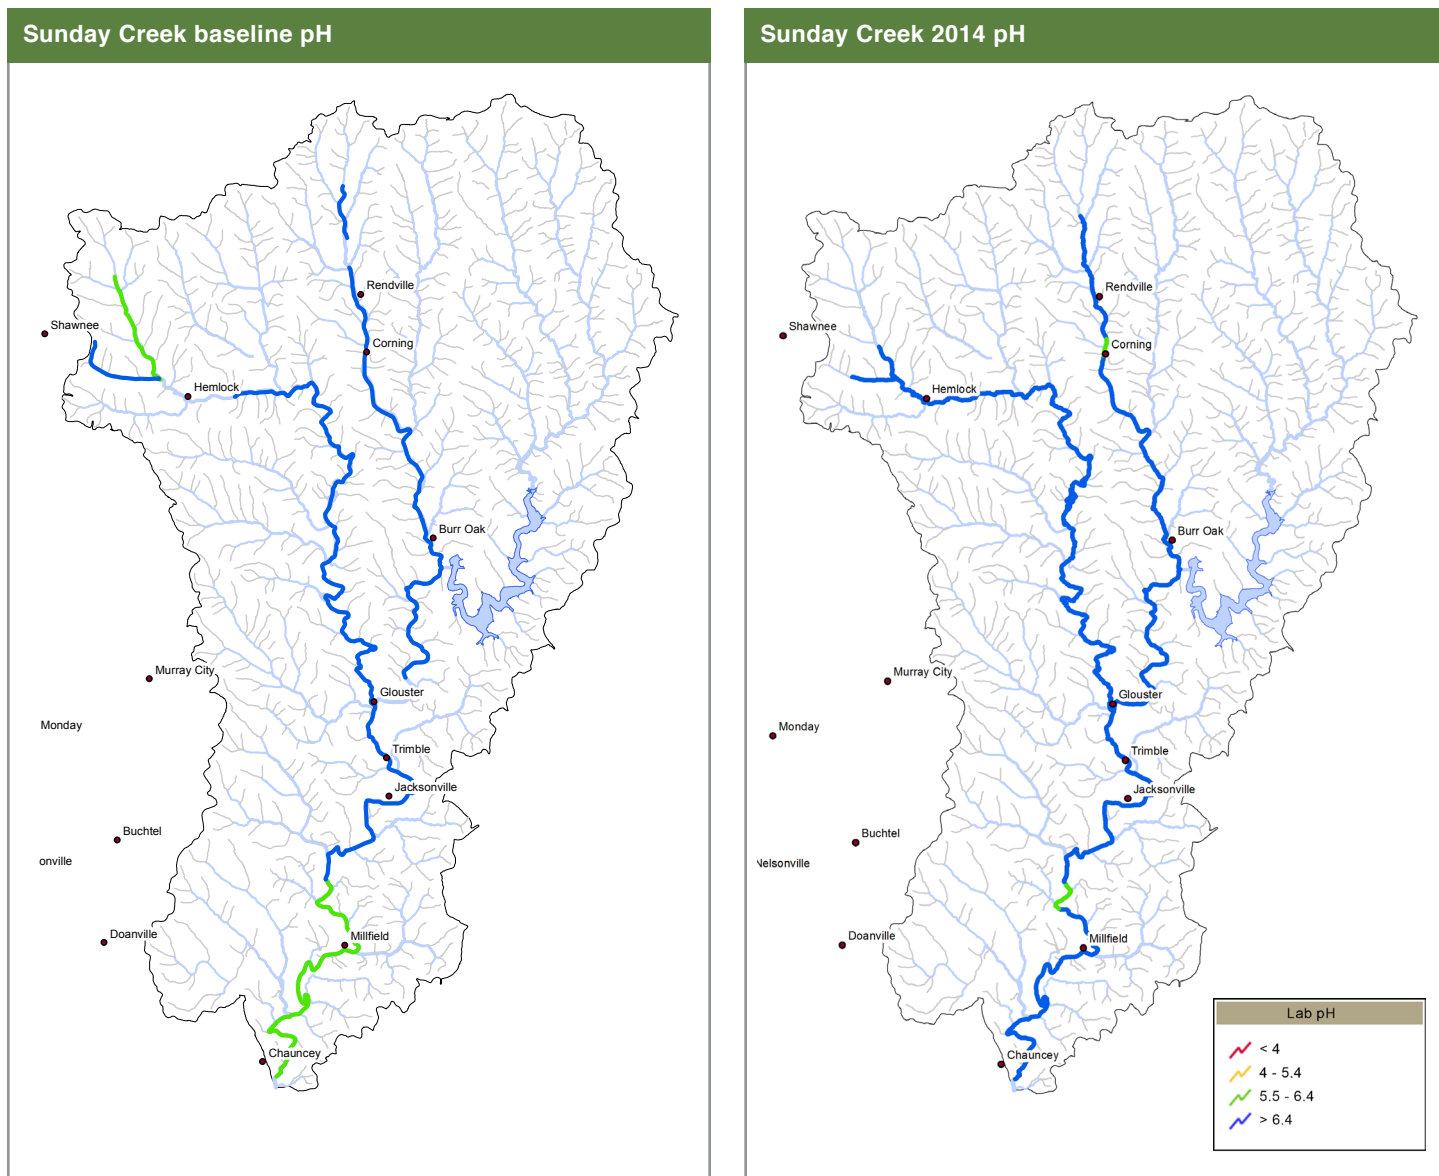 Sunday Creek baseline pH
Rendville
Shawnee
Corning
Hemlock
Burr Oak
Murray City
Glouster
Monday
Trimble
Jacksonville
Buchtel
onville
Doanville
Millfield
Chauncey
Sunday Creek 2014 pH
Rendville
Shawnee
Corning
Hemlock
Burr Oak
Murray City
Glouster
Monday
Trimble
Jacksonville
Buchtel
Nelsonville
Doanville
Millfield
Chauncey
Lab pH
< 4
4 - 5.4
5.5 - 6.4
> 6.4